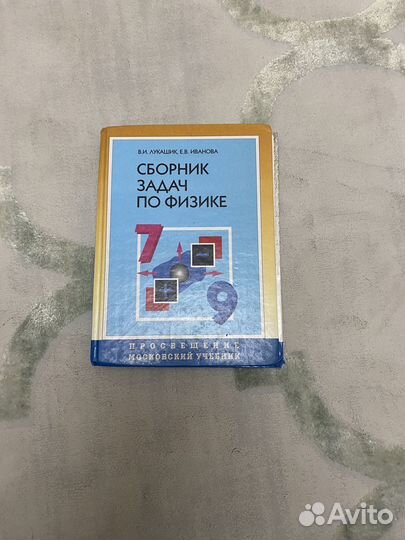 В.И. ЛУКАШИК, Е.В. ИВАНОВА
СБОРНИК
ЗАДАЧ
ПО ФИЗИКЕ
7
9
ПРОСВЕЩЕНИЕ
МОСКОВСКИЙ УЧЕБНИК
Avito